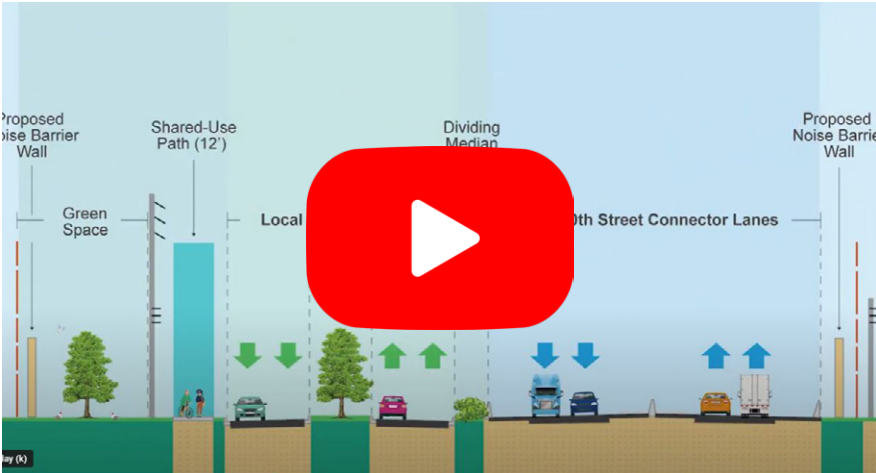 Proposed
Noise Barrier
Wall
Shared-Use
Path (12')
Dividing
Median
Proposed
Noise Barrier
Wall
Green
Space
Local
0th Street Connector Lanes
lay (k)